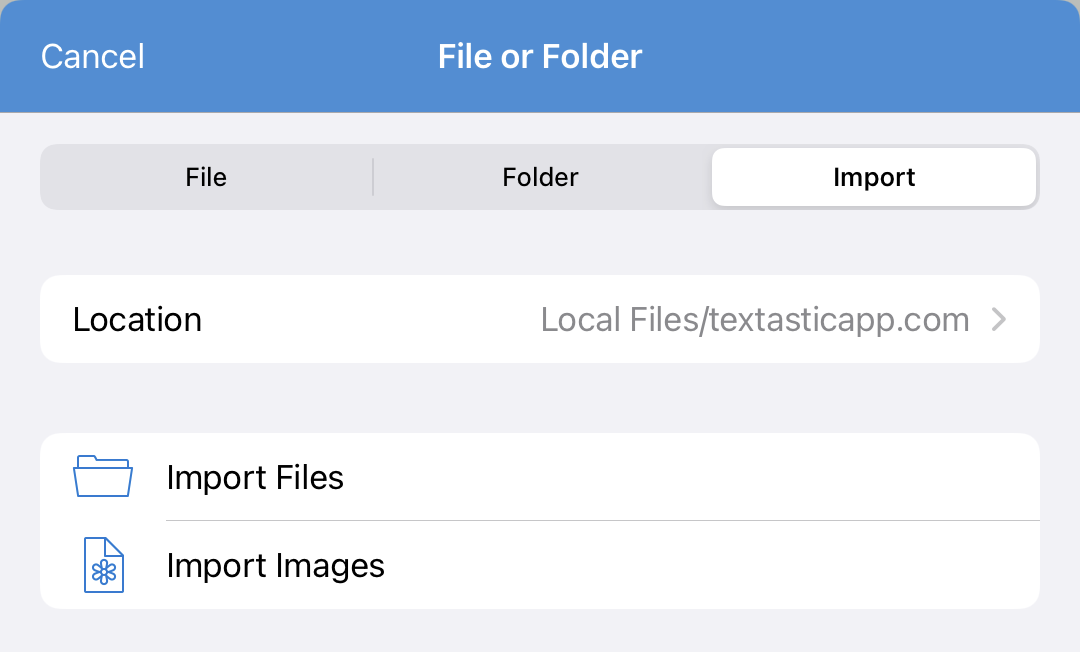 Cancel File or Folder
File Folder Import
Location Local Files/textasticapp.com
Import Files
Import Images